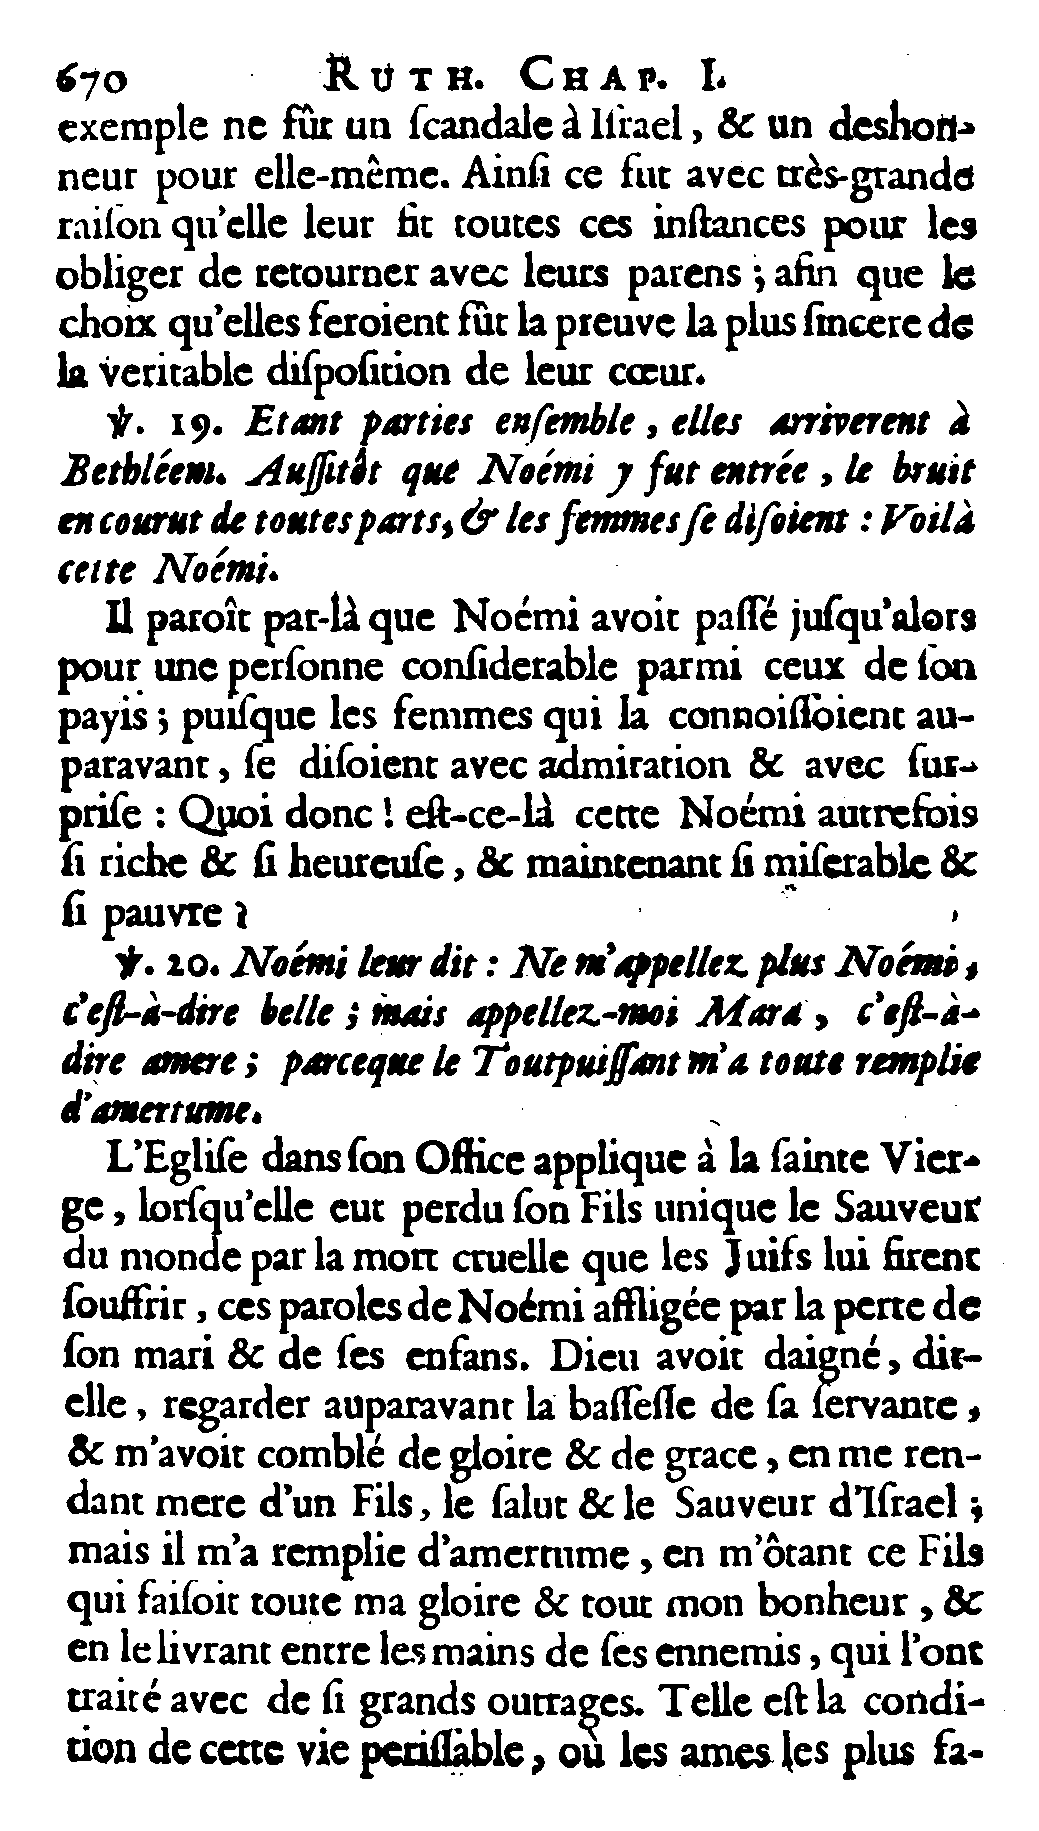 670 RUTH. CHAP. I.
exemple ne fût un ſcandale à Iſrael, & un deshon-
neur pour elle-même. Ainſi ce fut avec très-grande
raiſon qu'elle leur fit toutes ces inſtances pour les
obliger de retourner avec leurs parens ; afin que le
choix qu'elles feroient fût la preuve la plus ſincere de
la veritable diſpoſition de leur cœur.
℣. 19. Etant parties enſemble, elles arriverent à
Bethléem. Auſſitôt que Noémi y fut entrée, le bruit
en courut de toutes parts, & les femmes ſe diſoient : Voilà
cette Noémi.
Il paroît par-là que Noémi avoit paſſé juſqu'alors
pour une perſonne conſiderable parmi ceux de ſon
payis ; puiſque les femmes qui la connoiſſoient au-
paravant, ſe diſoient avec admiration & avec ſur-
priſe : Quoi donc ! eſt-ce-là cette Noémi autrefois
ſi riche & ſi heureuſe, & maintenant ſi miſerable &
ſi pauvre ?
℣. 20. Noémi leur dit : Ne m'appellez plus Noémi,
c'eſt-à-dire belle ; mais appellez-moi Mara, c'eſt-à-
dire amere ; parceque le Toutpuiſſant m'a toute remplie
d'amertume.
L'Egliſe dans ſon Office applique à la ſainte Vier-
ge, lorſqu'elle eut perdu ſon Fils unique le Sauveur
du monde par la mort cruelle que les Juifs lui firent
ſouffrir, ces paroles de Noémi affligée par la perte de
ſon mari & de ſes enfans. Dieu avoit daigné, dit-
elle, regarder auparavant la baſſeſſe de ſa ſervante,
& m'avoit comblé de gloire & de grace, en me ren-
dant mere d'un Fils, le ſalut & le Sauveur d'Iſrael ;
mais il m'a remplie d'amertume, en m'ôtant ce Fils
qui faiſoit toute ma gloire & tout mon bonheur, &
en le livrant entre les mains de ſes ennemis, qui l'ont
traité avec de ſi grands outrages. Telle eſt la condi-
tion de cette vie periſſable, où les ames les plus fa-